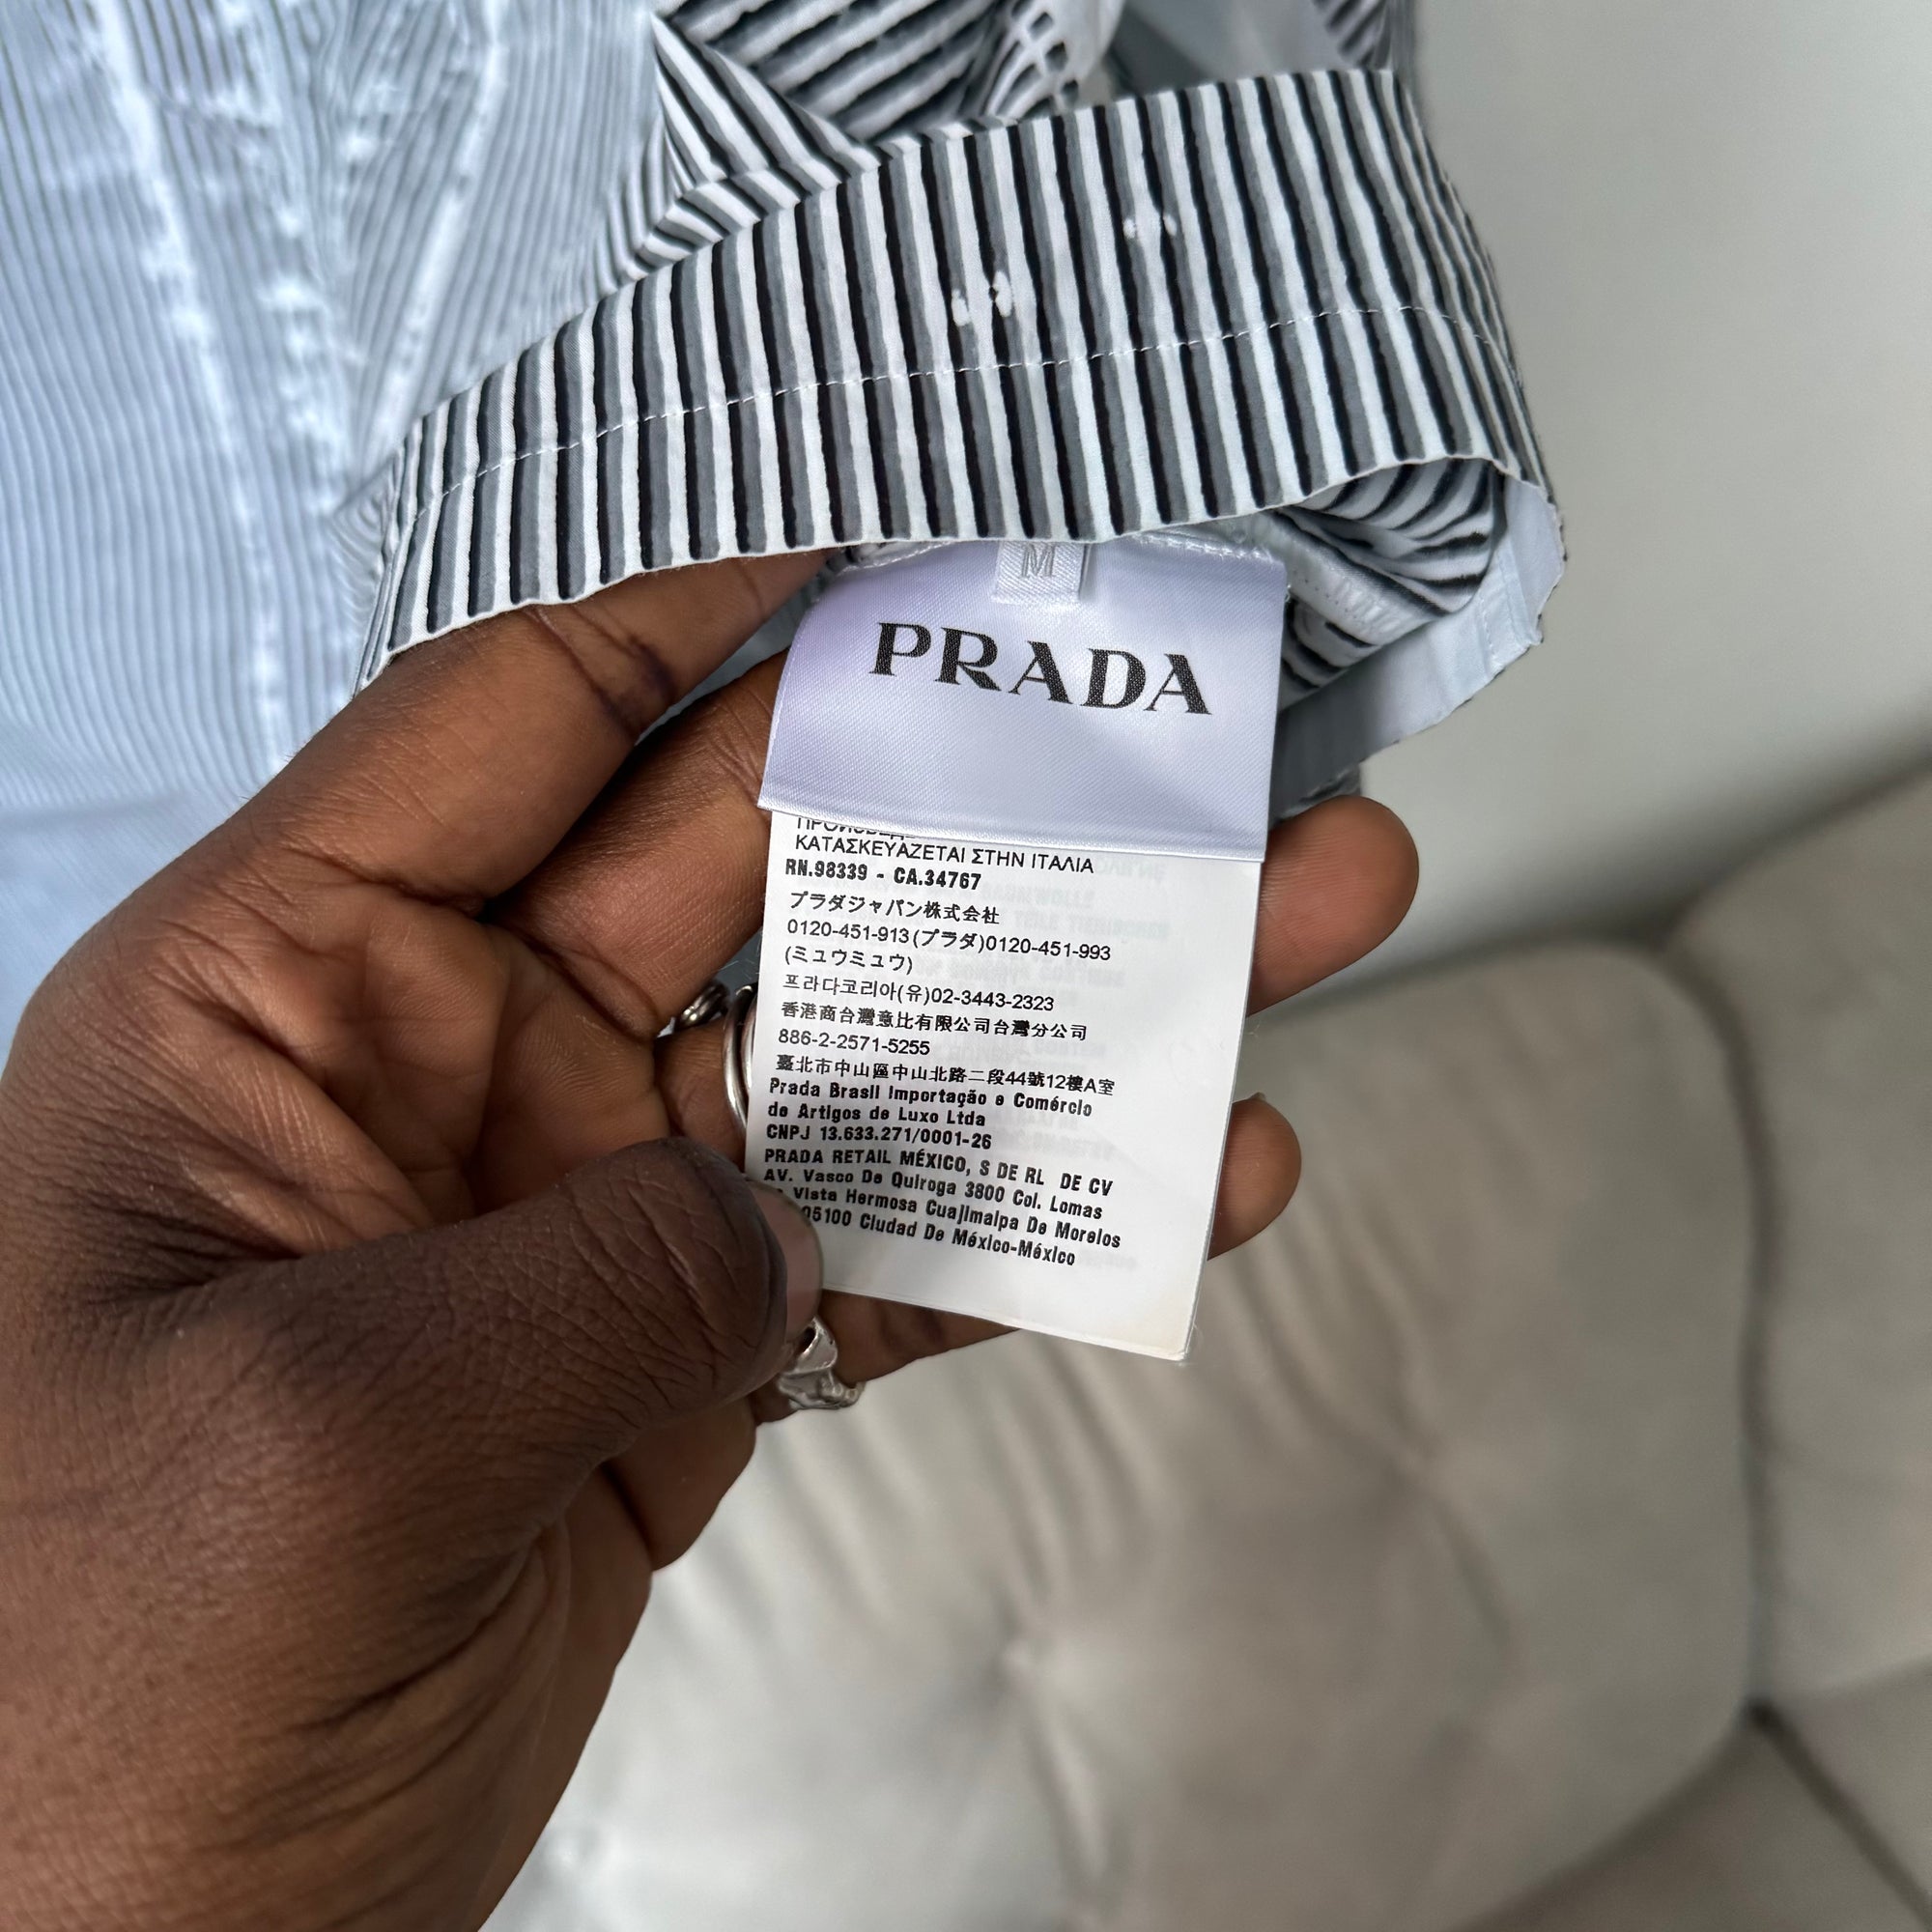 M
PRADA
ΚΑΤΑΣΚΕΥΑΖΕΤΑΙ ΣΤΗΝ ΙΤΑΛΙΑ
RN.98339 - CA.34767
プラダジャパン株式会社
0120-451-913(プラダ)0120-451-993
(ミュウミュウ)
프라다코리아(유)02-3443-2323
香港商台灣意比有限公司台灣分公司
886-2-2571-5255
臺北市中山區中山北路二段44號12樓A室
Prada Brasil Importação e Comércio
de Artigos de Luxo Ltda
CNPJ 13.633.271/0001-26
PRADA RETAIL MÉXICO, S DE RL DE CV
AV. Vasco De Quiroga 3800 Col. Lomas
Vista Hermosa Cuajimalpa De Morelos
05100 Ciudad De México-México